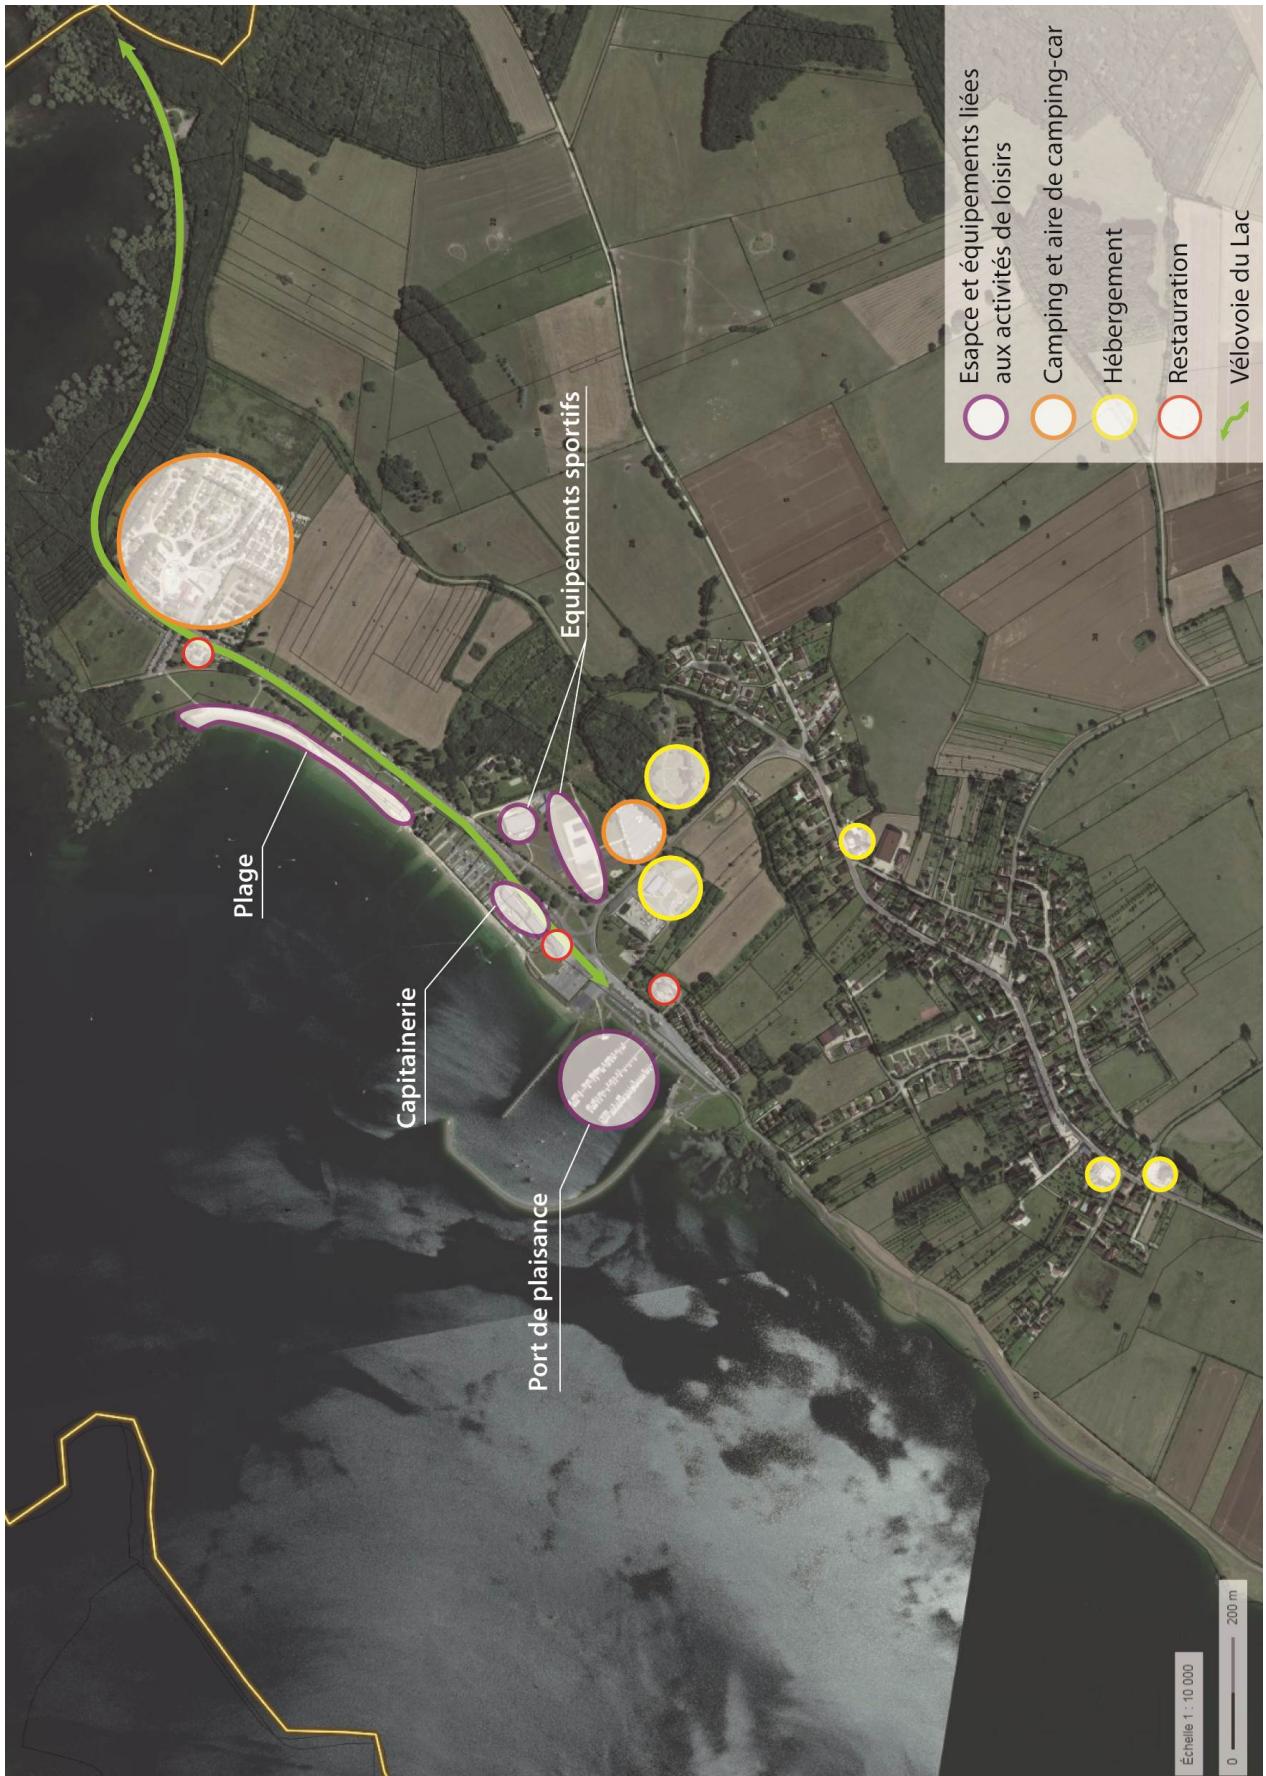 Esapce et équipements liées
aux activités de loisirs
Camping et aire de camping-car
Hébergement
Restauration
Vélovoie du Lac
Equipements sportifs
Plage
Capitainerie
Port de plaisance
Échelle 1 : 10 000
0 200 m